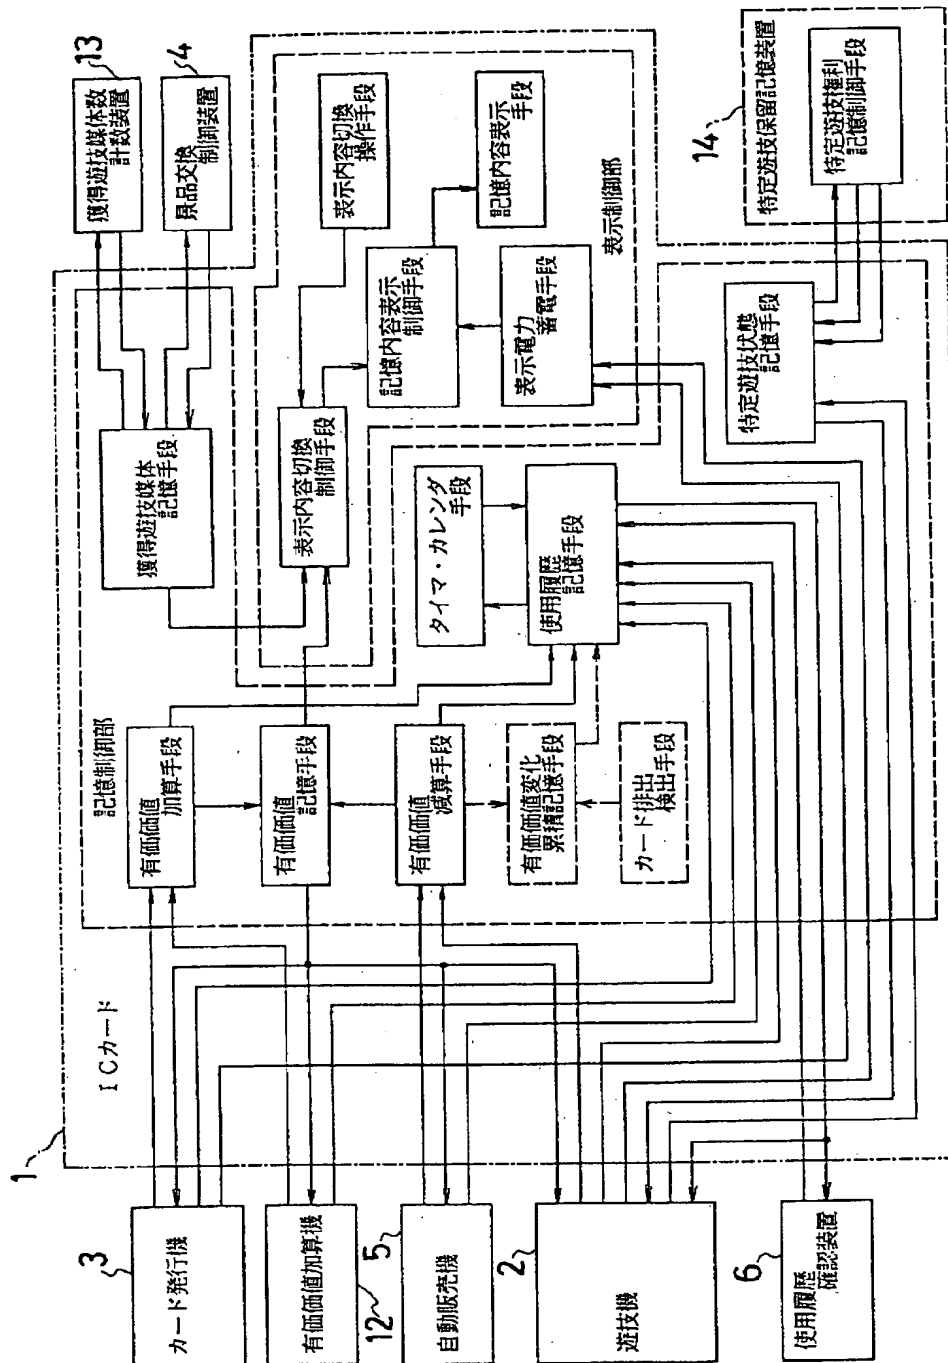 1
ICカード
3
カード発行機
有価価値加算機
12
5
自動販売機
2
遊技機
6
使用履歴
確認装置
記憶制御部
有価価値
加算手段
有価価値
記憶手段
有価価値
減算手段
有価価値変化
累積記憶手段
カード排出
検出手段
タイマ・カレンダ
手段
使用履歴
記憶手段
獲得遊技媒体
記憶手段
表示内容切換
制御手段
記憶内容表示
制御手段
表示電力
蓄電手段
表示内容切換
操作手段
記憶内容表示
手段
表示制御部
獲得遊技媒体数
計数装置
13
景品交換
制御装置
4
特定遊技状態
記憶手段
14
特定遊技保留記憶装置
特定遊技権利
記憶制御手段